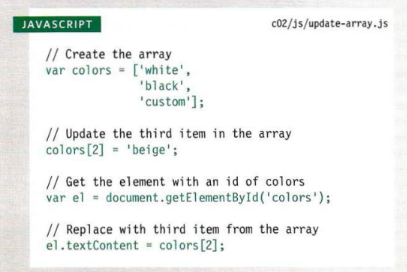 JAVASCRIPT c02/js/update-array.js
// Create the array
var colors = ['white',
              'black',
              'custom'];
// Update the third item in the array
colors[2] = 'beige';
// Get the element with an id of colors
var el = document.getElementById('colors');
// Replace with third item from the array
el.textContent = colors[2];